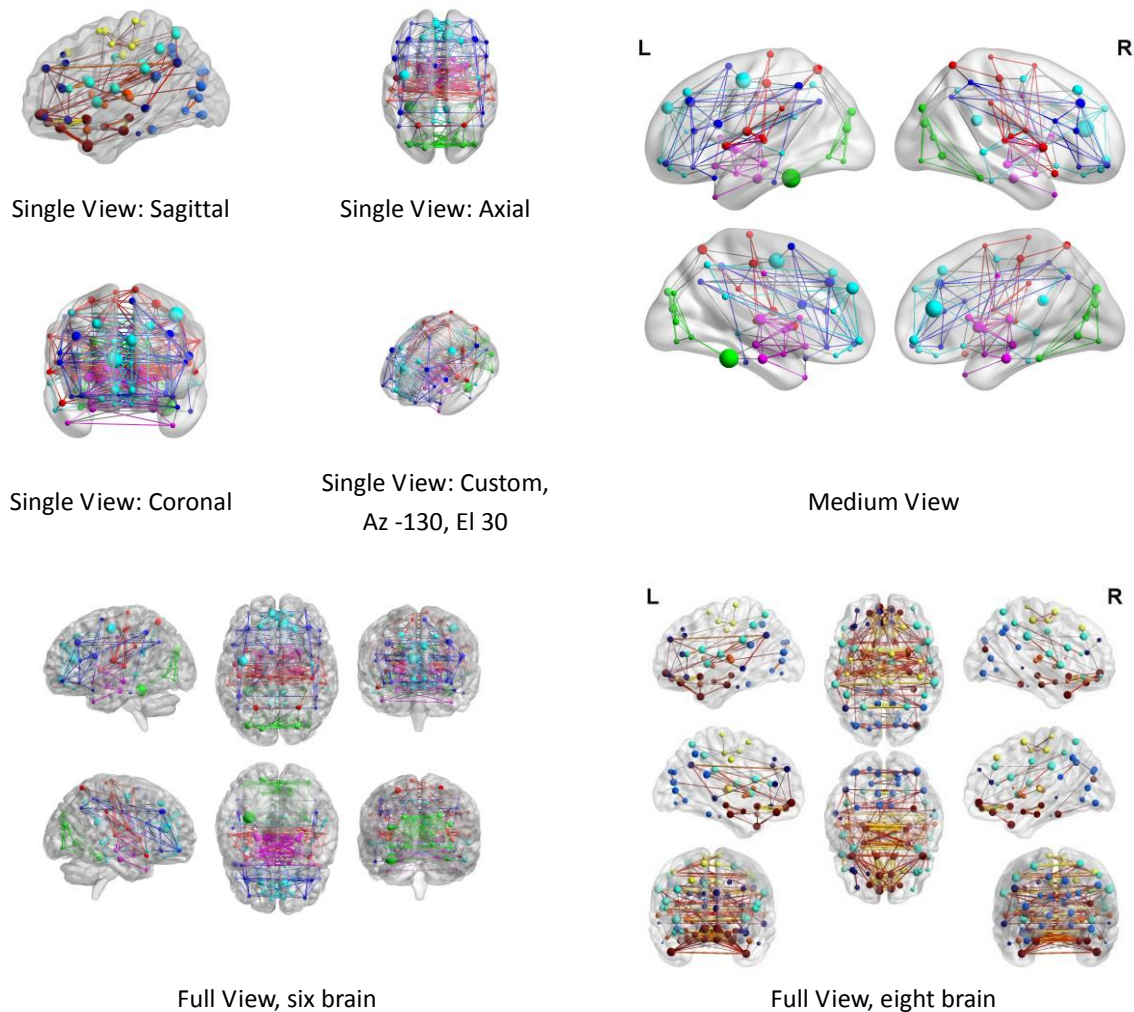 L R
Single View: Sagittal
Single View: Axial
Single View: Coronal
Single View: Custom,
Az -130, El 30
Medium View
L R
Full View, six brain
Full View, eight brain